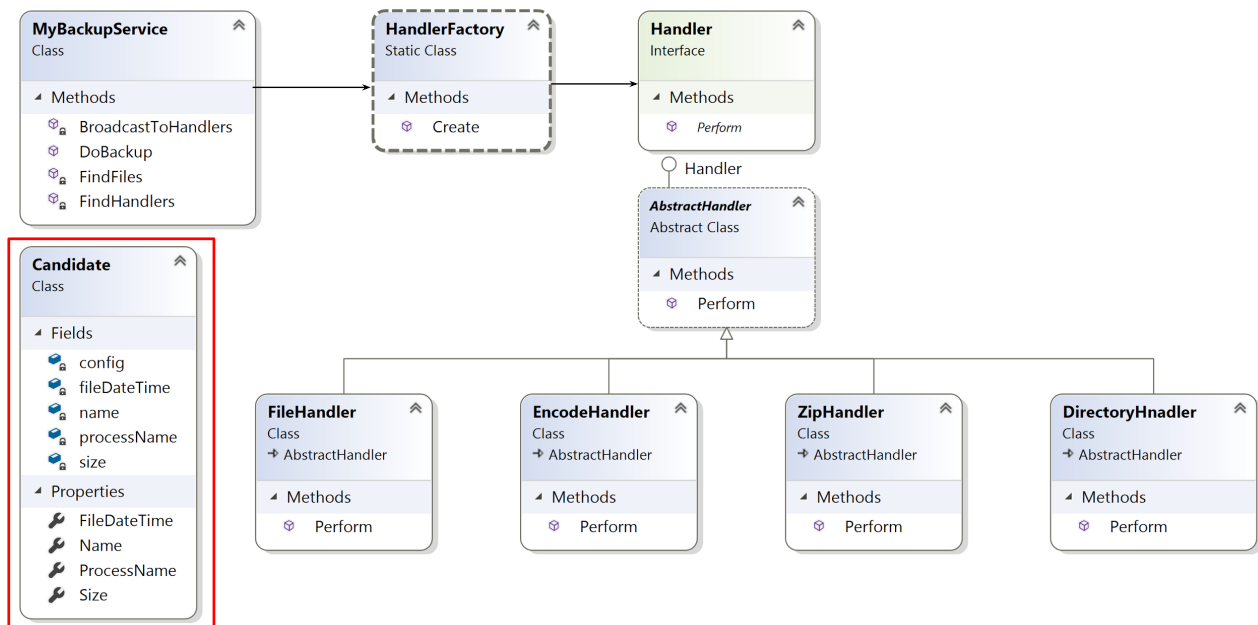 MyBackupService
Class
Methods
BroadcastToHandlers
DoBackup
FindFiles
FindHandlers
HandlerFactory
Static Class
Methods
Create
Handler
Interface
Methods
Perform
Handler
AbstractHandler
Abstract Class
Methods
Perform
Candidate
Class
Fields
config
fileDateTime
name
processName
size
Properties
FileDateTime
Name
ProcessName
Size
FileHandler
Class
AbstractHandler
Methods
Perform
EncodeHandler
Class
AbstractHandler
Methods
Perform
ZipHandler
Class
AbstractHandler
Methods
Perform
DirectoryHnadler
Class
AbstractHandler
Methods
Perform